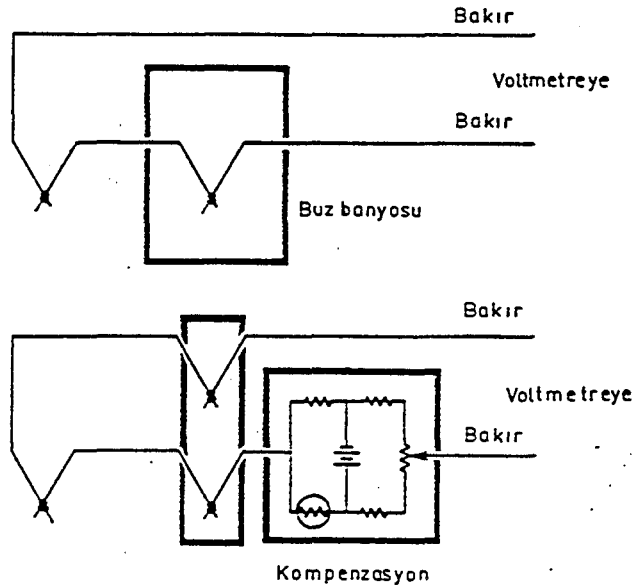 Bakır
Voltmetreye
Bakır
Buz banyosu
Bakır
Voltmetreye
Bakır
Kompenzasyon